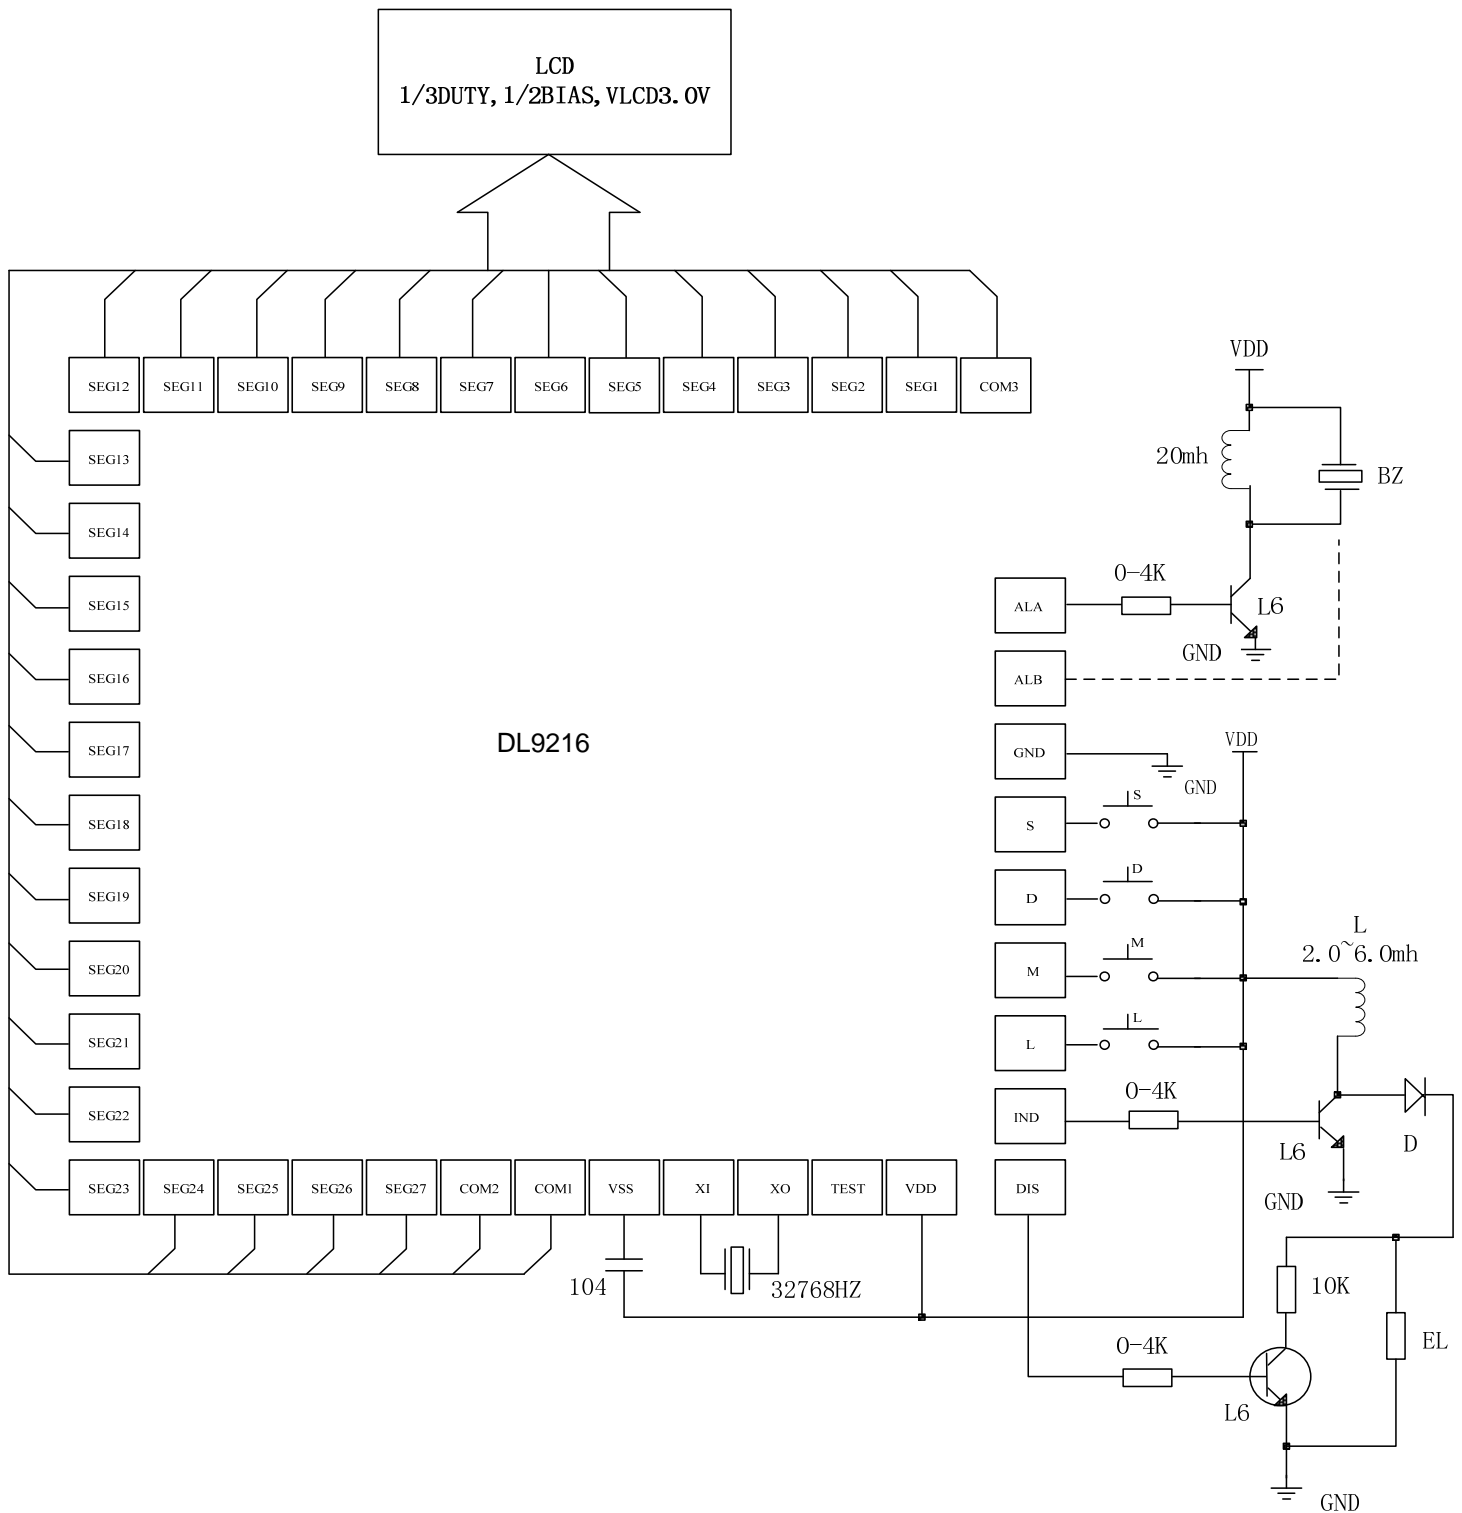 LCD
1/3DUTY, 1/2BIAS, VLCD3.0V
SEG12 SEG11 SEG10 SEG9 SEG8 SEG7 SEG6 SEG5 SEG4 SEG3 SEG2 SEG1 COM3
VDD
20mh
BZ
SEG13
SEG14
SEG15
SEG16
SEG17
SEG18
SEG19
SEG20
SEG21
SEG22
DL9216
ALA
0-4K
L6
GND
ALB
GND
GND
VDD
S
S
D
D
M
M
L
L
L
2.0~6.0mh
IND
0-4K
L6
D
GND
SEG23 SEG24 SEG25 SEG26 SEG27 COM2 COM1 VSS XI XO TEST VDD
DIS
104
32768HZ
10K
EL
0-4K
L6
GND